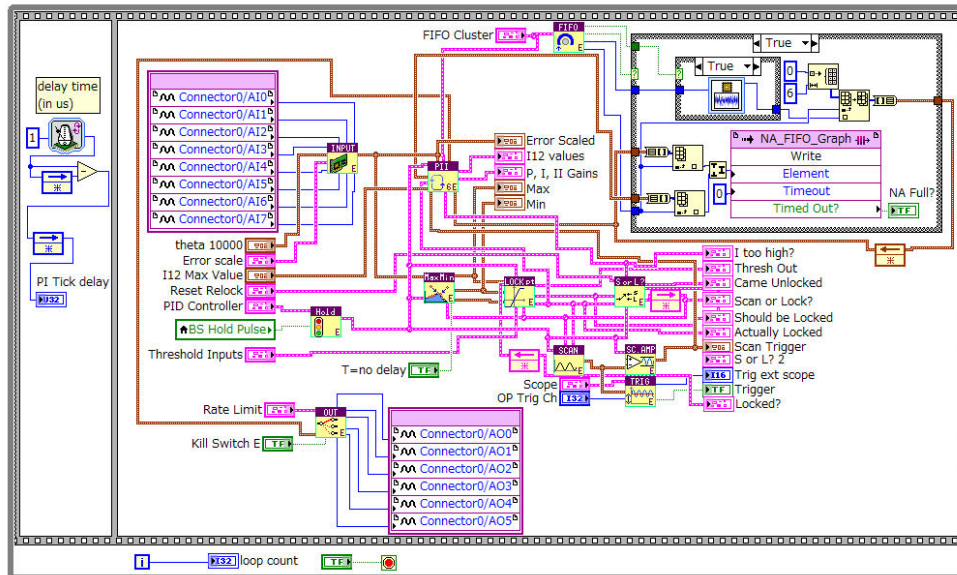 delay time
(in us)
1
PI Tick delay
U32
Connector0/AI0
Connector0/AI1
Connector0/AI2
Connector0/AI3
Connector0/AI4
Connector0/AI5
Connector0/AI6
Connector0/AI7
INPUT
E
theta 10000
Error scale
I12 Max Value
Reset Relock
PID Controller
BS Hold Pulse
Hold
E
Threshold Inputs
T=no delay
TF
FIFO Cluster
FIFO
E
Error Scaled
I12 values
P, I, II Gains
Max
Min
MaxMin
E
LOCKpt
E
S or L?
E
SCAN
E
SC AMP
E
Scope
OP Trig Ch
I32
TRIG
E
True
True
0
6
0
NA_FIFO_Graph
Write
Element
Timeout
Timed Out?
NA Full?
TF
I too high?
Thresh Out
Came Unlocked
Scan or Lock?
Should be Locked
Actually Locked
Scan Trigger
S or L? 2
Trig ext scope
I16
Trigger
TF
Locked?
Rate Limit
Kill Switch E
TF
OUT
E
Connector0/AO0
Connector0/AO1
Connector0/AO2
Connector0/AO3
Connector0/AO4
Connector0/AO5
i
I32
loop count
TF